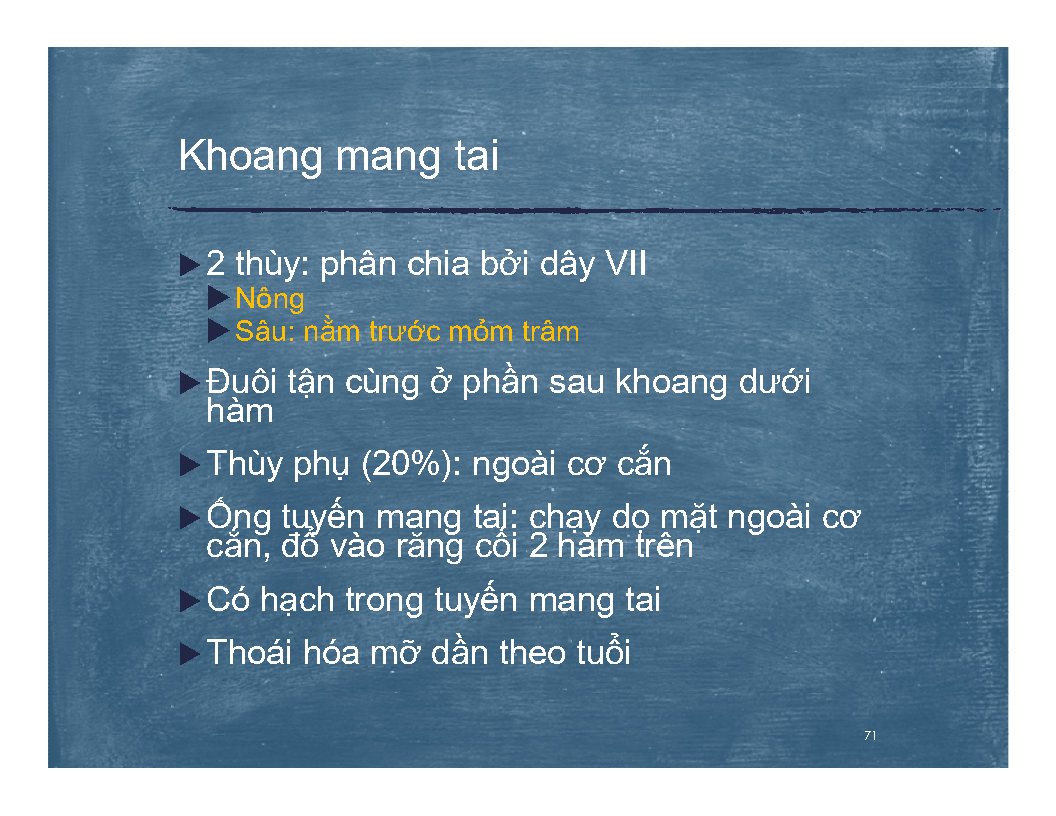 Khoang mang tai
2 thùy: phân chia bởi dây VII
Nông
Sâu: nằm trước mỏm trâm
Đuôi tận cùng ở phần sau khoang dưới
hàm
Thùy phụ (20%): ngoài cơ cắn
Ống tuyến mang tai: chạy dọ mặt ngoài cơ
cắn, đổ vào răng cối 2 hàm trên
Có hạch trong tuyến mang tai
Thoái hóa mỡ dần theo tuổi
71